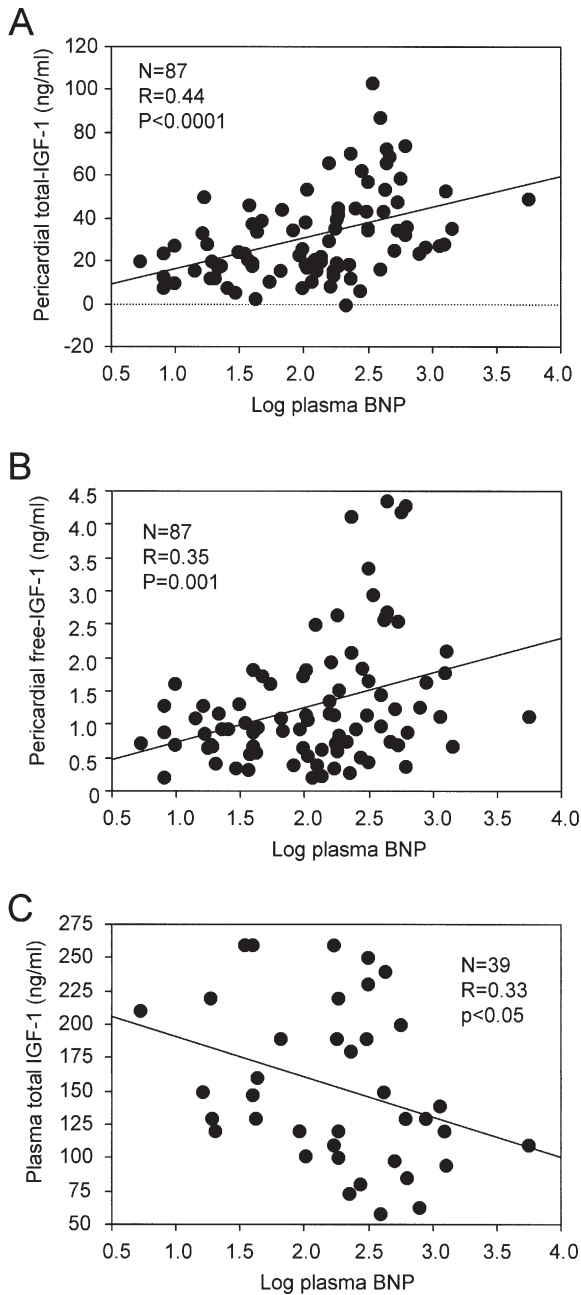 A
Pericardial total-IGF-1 (ng/ml)
120
100
80
60
40
20
0
-20
N=87
R=0.44
P<0.0001
0.5 1.0 1.5 2.0 2.5 3.0 3.5 4.0
Log plasma BNP
B
Pericardial free-IGF-1 (ng/ml)
4.5
4.0
3.5
3.0
2.5
2.0
1.5
1.0
0.5
0
N=87
R=0.35
P=0.001
0.5 1.0 1.5 2.0 2.5 3.0 3.5 4.0
Log plasma BNP
C
Plasma total IGF-1 (ng/ml)
275
250
225
200
175
150
125
100
75
50
N=39
R=0.33
p<0.05
0.5 1.0 1.5 2.0 2.5 3.0 3.5 4.0
Log plasma BNP